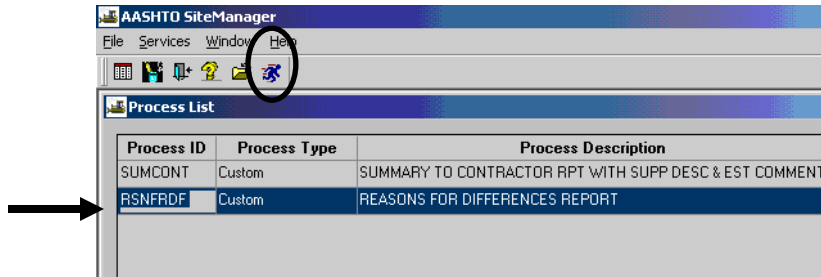 AASHTO SiteManager
File Services Window Help
Process List
Process ID Process Type Process Description
SUMCONT Custom SUMMARY TO CONTRACTOR RPT WITH SUPP DESC & EST COMMENT
RSNFRDF Custom REASONS FOR DIFFERENCES REPORT